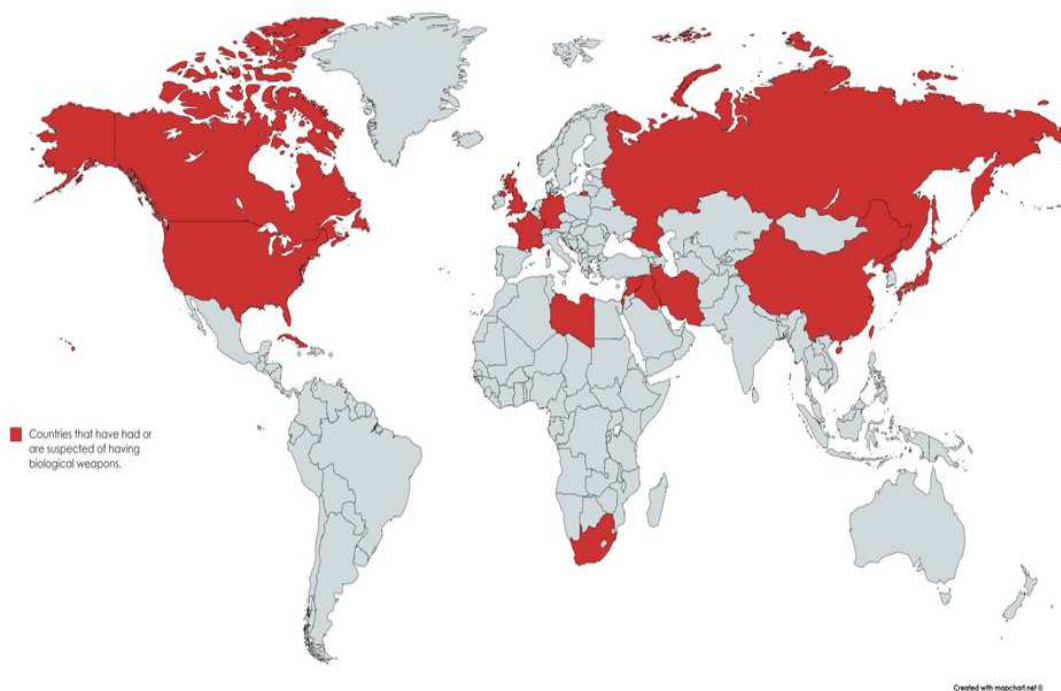 Countries that have had or
are suspected of having
biological weapons.
Created with mapchart.net ©